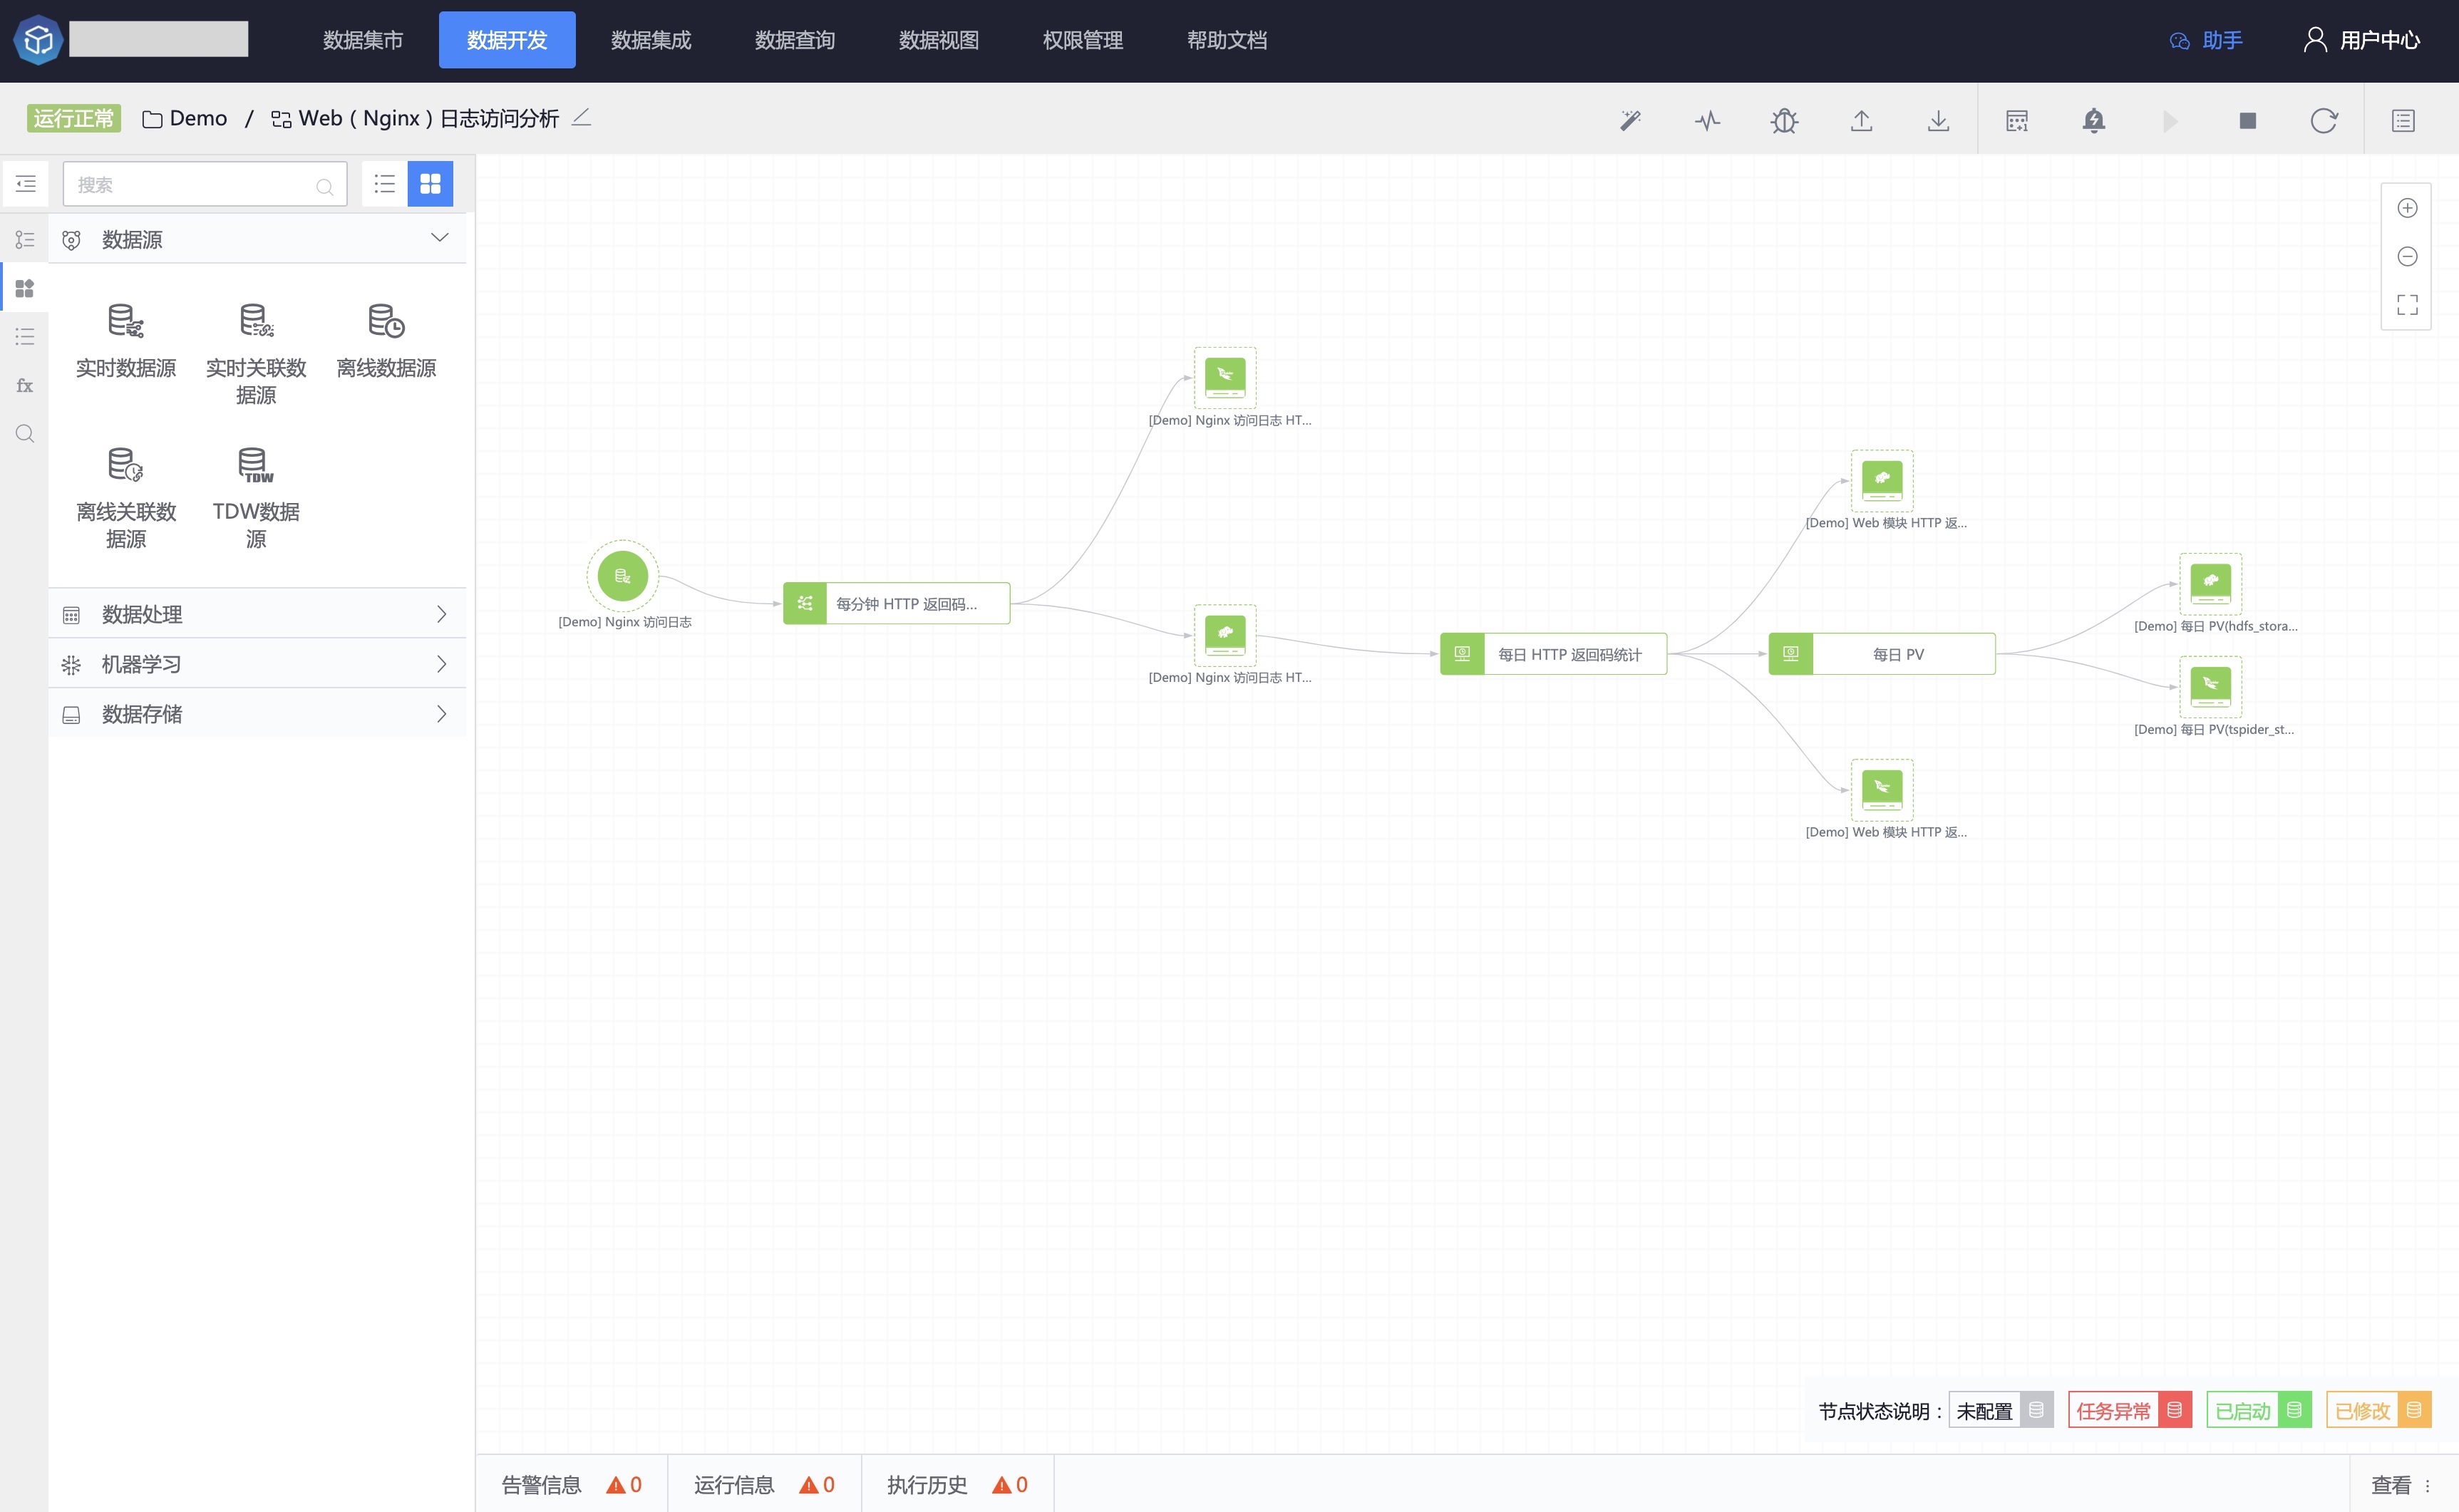 数据集市
数据开发
数据集成
数据查询
数据视图
权限管理
帮助文档
助手
用户中心
运行正常
Demo / Web（Nginx）日志访问分析
搜索
数据源
实时数据源
实时关联数
据源
离线数据源
离线关联数
据源
TDW
TDW数据
源
数据处理
机器学习
数据存储
fx
+1
[Demo] Nginx 访问日志
每分钟 HTTP 返回码...
[Demo] Nginx 访问日志 HT...
[Demo] Nginx 访问日志 HT...
每日 HTTP 返回码统计
[Demo] Web 模块 HTTP 返...
每日 PV
[Demo] Web 模块 HTTP 返...
[Demo] 每日 PV(hdfs_stora...
[Demo] 每日 PV(tspider_st...
节点状态说明：
未配置
任务异常
已启动
已修改
告警信息 0
运行信息 0
执行历史 0
查看